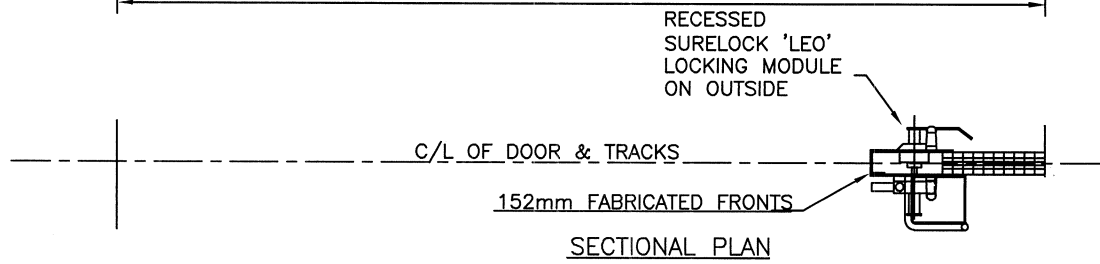 RECESSED
SURELOCK 'LEO'
LOCKING MODULE
ON OUTSIDE
C/L OF DOOR & TRACKS
152mm FABRICATED FRONTS
SECTIONAL PLAN